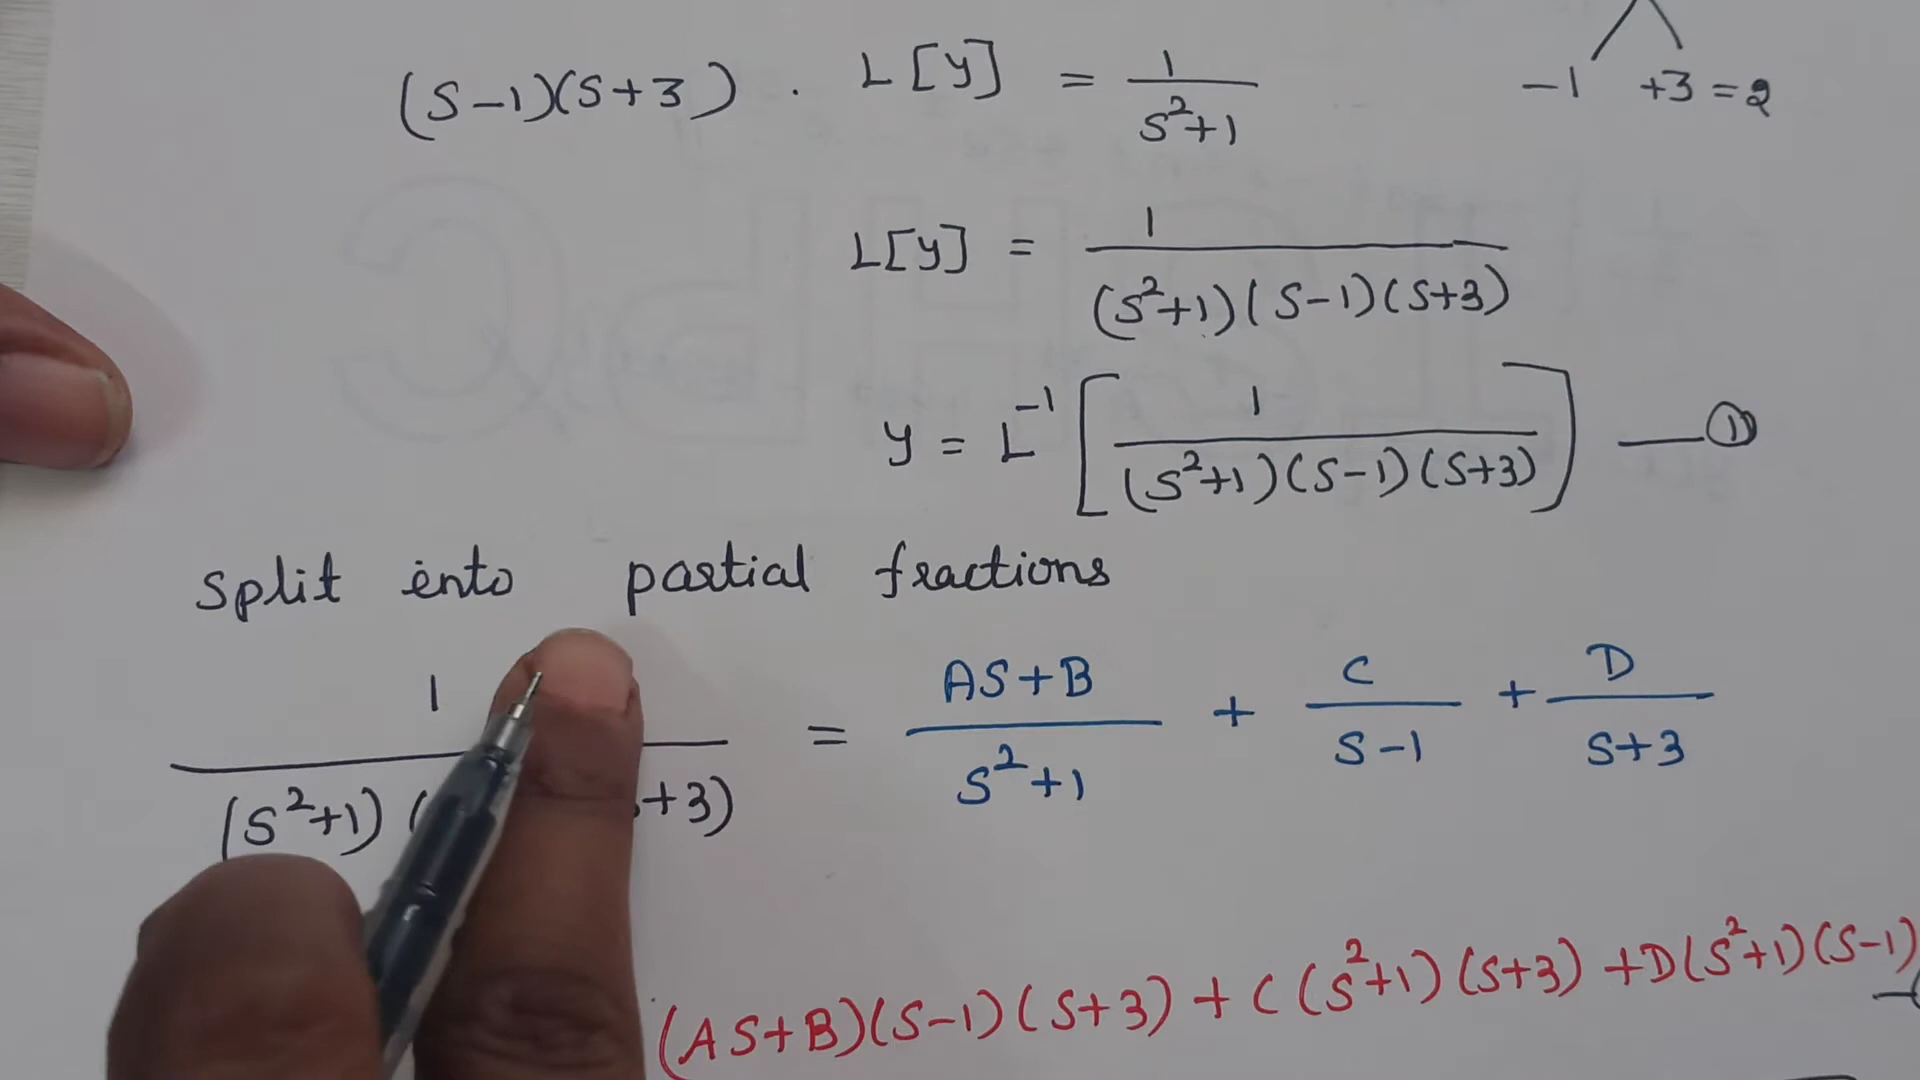 (S-1)(S+3) . L[y] = 1/(S²+1)
-1 +3 = 2
L[y] = 1/((S²+1)(S-1)(S+3))
y = L⁻¹[1/((S²+1)(S-1)(S+3))] — ①
Split into partial fractions
1/((S²+1)( +3) = (AS+B)/(S²+1) + C/(S-1) + D/(S+3)
(AS+B)(S-1)(S+3) + C(S²+1)(S+3) + D(S²+1)(S-1)